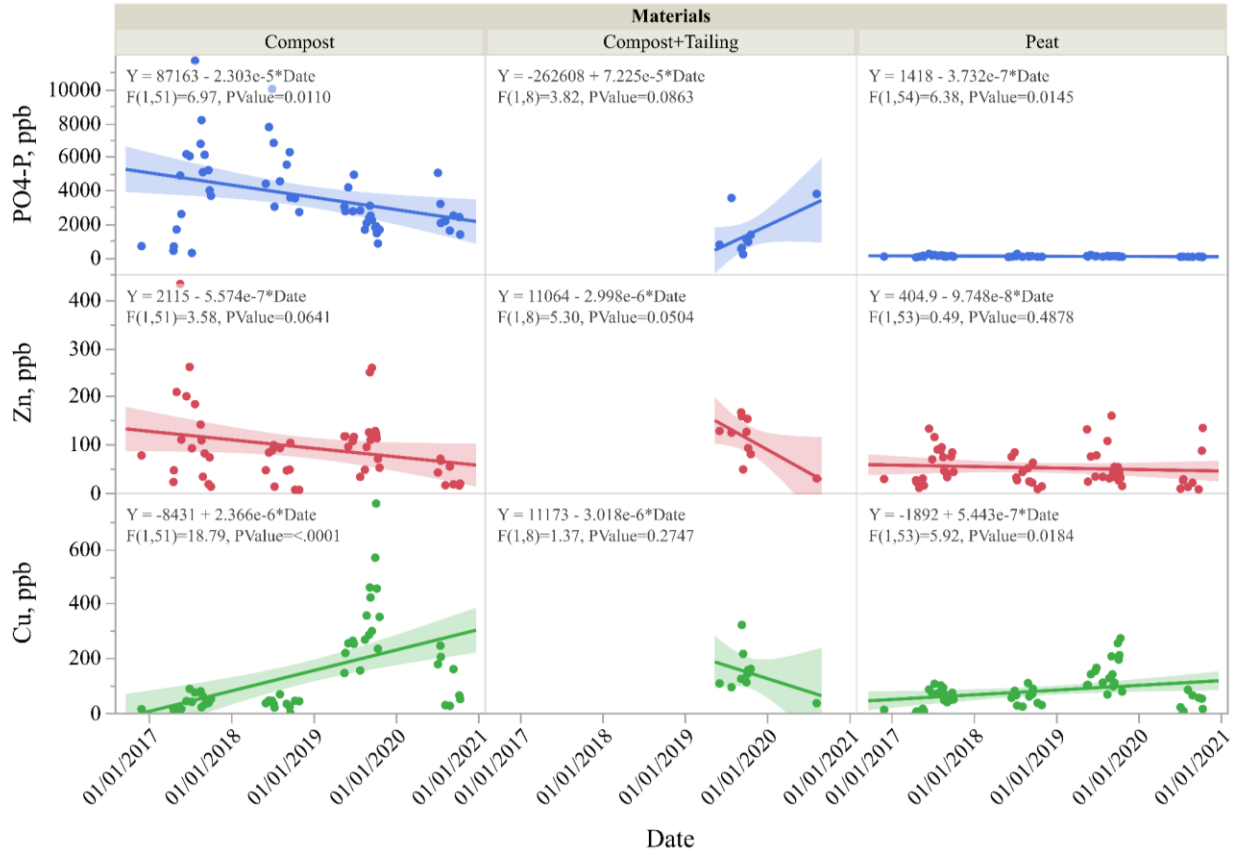 Materials
Compost Compost+Tailing Peat
PO4-P, ppb
10000
8000
6000
4000
2000
0
Y = 87163 - 2.303e-5*Date
F(1,51)=6.97, PValue=0.0110
Y = -262608 + 7.225e-5*Date
F(1,8)=3.82, PValue=0.0863
Y = 1418 - 3.732e-7*Date
F(1,54)=6.38, PValue=0.0145
Zn, ppb
400
300
200
100
0
Y = 2115 - 5.574e-7*Date
F(1,51)=3.58, PValue=0.0641
Y = 11064 - 2.998e-6*Date
F(1,8)=5.30, PValue=0.0504
Y = 404.9 - 9.748e-8*Date
F(1,53)=0.49, PValue=0.4878
Cu, ppb
600
400
200
0
Y = -8431 + 2.366e-6*Date
F(1,51)=18.79, PValue=<.0001
Y = 11173 - 3.018e-6*Date
F(1,8)=1.37, PValue=0.2747
Y = -1892 + 5.443e-7*Date
F(1,53)=5.92, PValue=0.0184
01/01/2017
01/01/2018
01/01/2019
01/01/2020
01/01/2021
01/01/2017
01/01/2018
01/01/2019
01/01/2020
01/01/2021
01/01/2017
01/01/2018
01/01/2019
01/01/2020
01/01/2021
Date